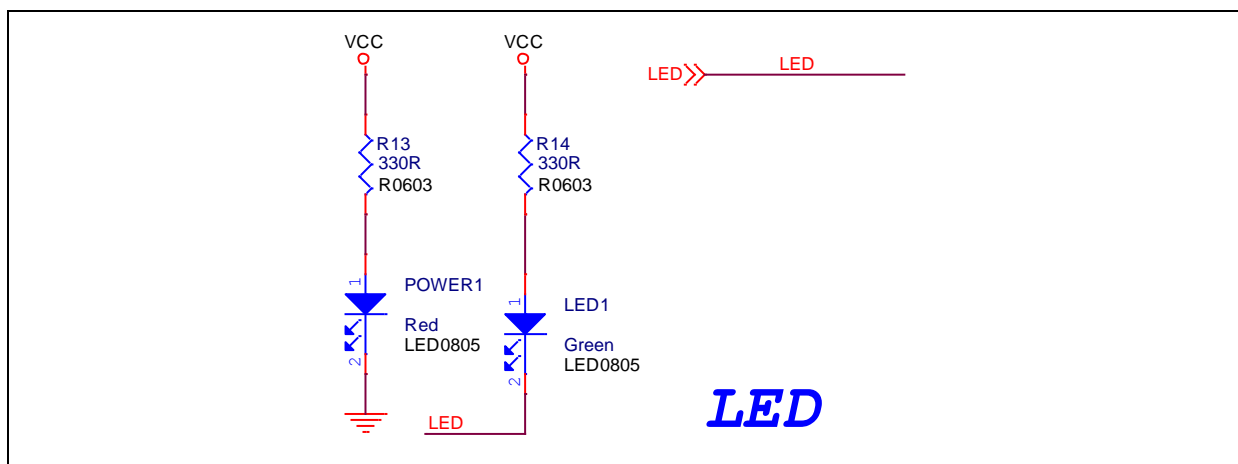 VCC
VCC
LED
LED
R13
330R
R0603
R14
330R
R0603
1
POWER1
Red
LED0805
2
1
LED1
Green
LED0805
2
LED
LED